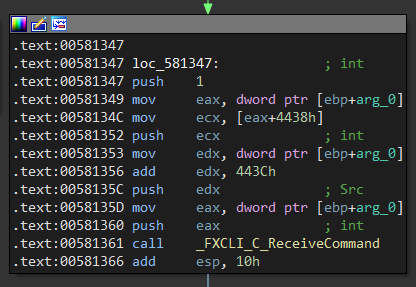 .text:00581347
.text:00581347 loc_581347: ; int
.text:00581347 push 1
.text:00581349 mov eax, dword ptr [ebp+arg_0]
.text:0058134C mov ecx, [eax+4438h]
.text:00581352 push ecx ; int
.text:00581353 mov edx, dword ptr [ebp+arg_0]
.text:00581356 add edx, 443Ch
.text:0058135C push edx ; Src
.text:0058135D mov eax, dword ptr [ebp+arg_0]
.text:00581360 push eax ; int
.text:00581361 call _FXCLI_C_ReceiveCommand
.text:00581366 add esp, 10h